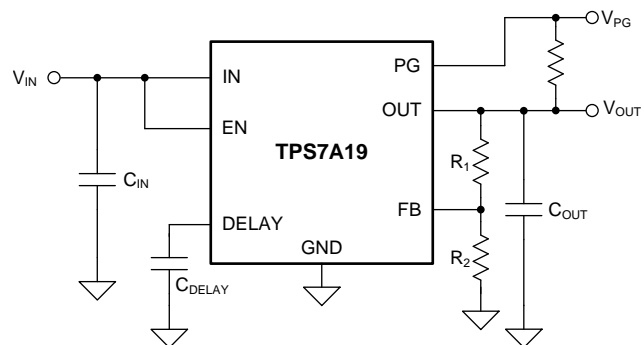 V_PG
V_IN
IN
PG
OUT
V_OUT
EN
TPS7A19
R_1
C_IN
FB
C_OUT
DELAY
GND
R_2
C_DELAY